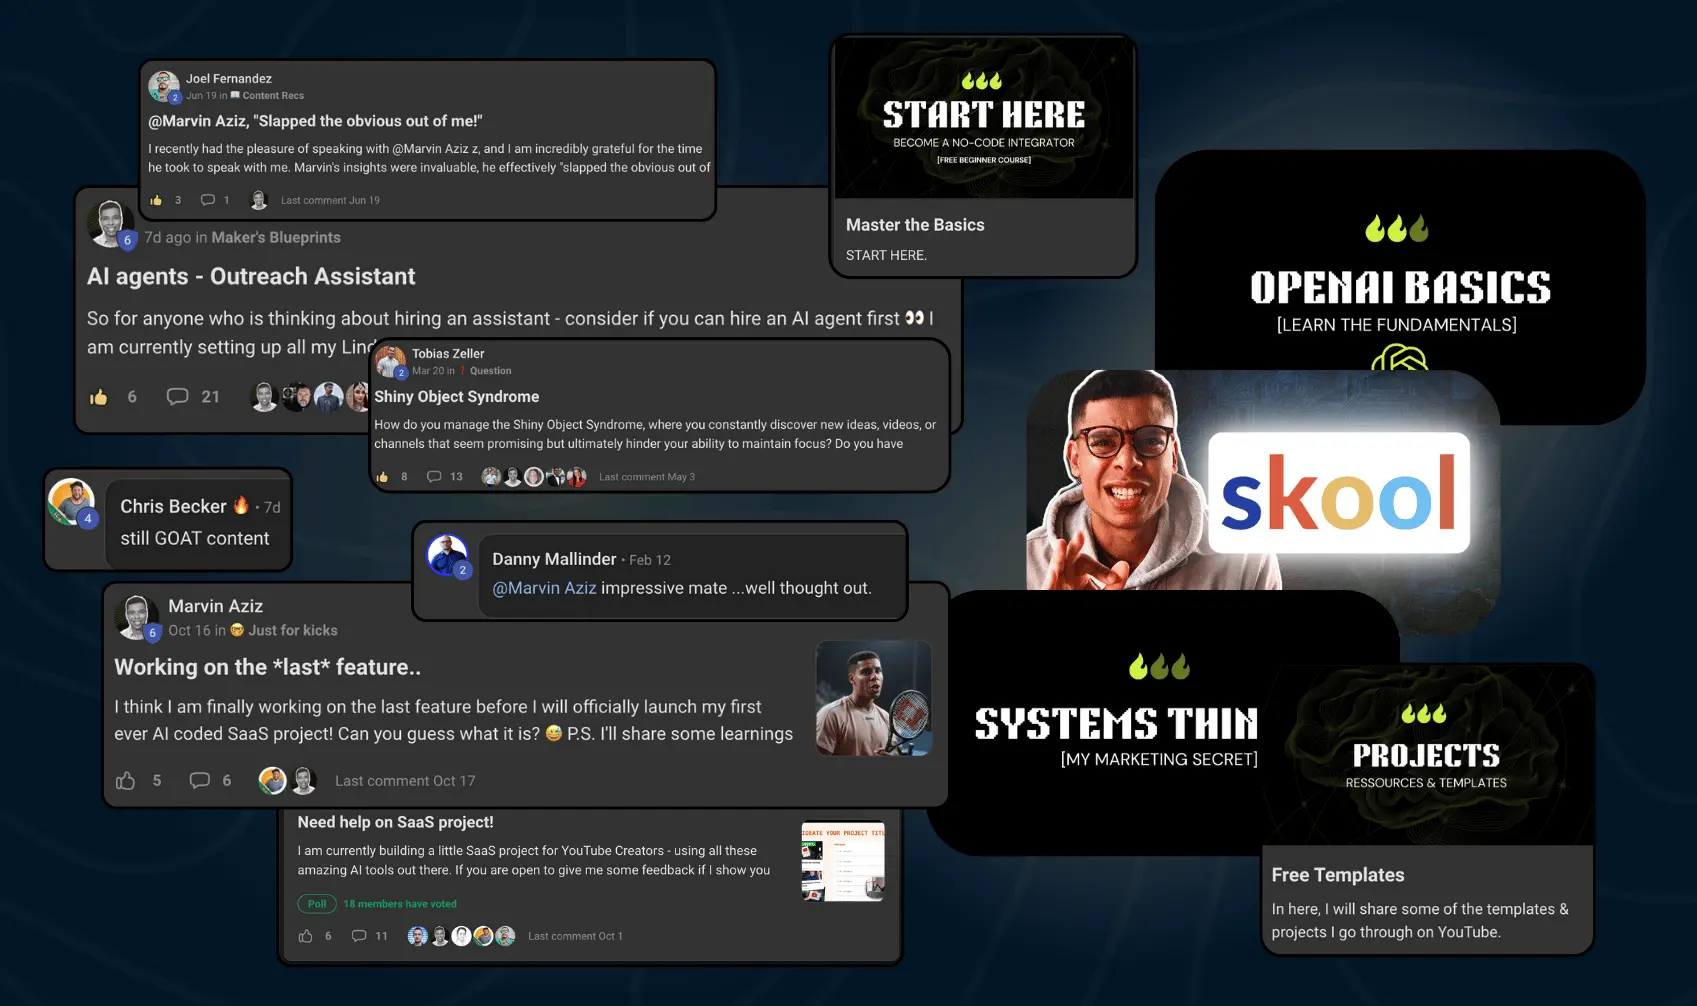 Joel Fernandez
2
Jun 19 in 📖 Content Recs
@Marvin Aziz, "Slapped the obvious out of me!"
I recently had the pleasure of speaking with @Marvin Aziz z, and I am incredibly grateful for the time
he took to speak with me. Marvin's insights were invaluable, he effectively "slapped the obvious out of
👍 3 1 Last comment Jun 19
6
7d ago in Maker's Blueprints
AI agents - Outreach Assistant
So for anyone who is thinking about hiring an assistant - consider if you can hire an AI agent first 👀 I
am currently setting up all my Lind
👍 6 21
Tobias Zeller
2
Mar 20 in ❓ Question
Shiny Object Syndrome
How do you manage the Shiny Object Syndrome, where you constantly discover new ideas, videos, or
channels that seem promising but ultimately hinder your ability to maintain focus? Do you have
👍 8 13 Last comment May 3
4
Chris Becker 🔥 • 7d
still GOAT content
2
Danny Mallinder • Feb 12
@Marvin Aziz impressive mate ...well thought out.
Marvin Aziz
6
Oct 16 in 🤓 Just for kicks
Working on the *last* feature..
I think I am finally working on the last feature before I will officially launch my first
ever AI coded SaaS project! Can you guess what it is? 😅 P.S. I'll share some learnings
5 6 Last comment Oct 17
Need help on SaaS project!
I am currently building a little SaaS project for YouTube Creators - using all these
amazing AI tools out there. If you are open to give me some feedback if I show you
Poll 18 members have voted
6 11 Last comment Oct 1
START HERE
BECOME A NO-CODE INTEGRATOR
[FREE BEGINNER COURSE]
Master the Basics
START HERE.
OPENAI BASICS
[LEARN THE FUNDAMENTALS]
skool
SYSTEMS THIN
[MY MARKETING SECRET]
PROJECTS
RESSOURCES & TEMPLATES
Free Templates
In here, I will share some of the templates &
projects I go through on YouTube.